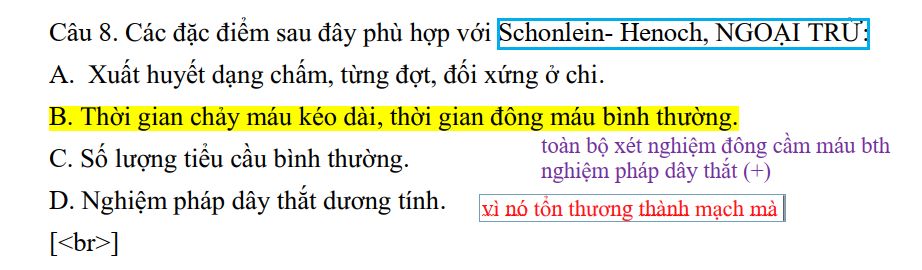 Câu 8. Các đặc điểm sau đây phù hợp với Schonlein- Henoch, NGOẠI TRỪ:
A. Xuất huyết dạng chấm, từng đợt, đối xứng ở chi.
B. Thời gian chảy máu kéo dài, thời gian đông máu bình thường.
C. Số lượng tiểu cầu bình thường.
toàn bộ xét nghiệm đông cầm máu bth
nghiệm pháp dây thắt (+)
D. Nghiệm pháp dây thắt dương tính.
vì nó tổn thương thành mạch mà
[<br>]